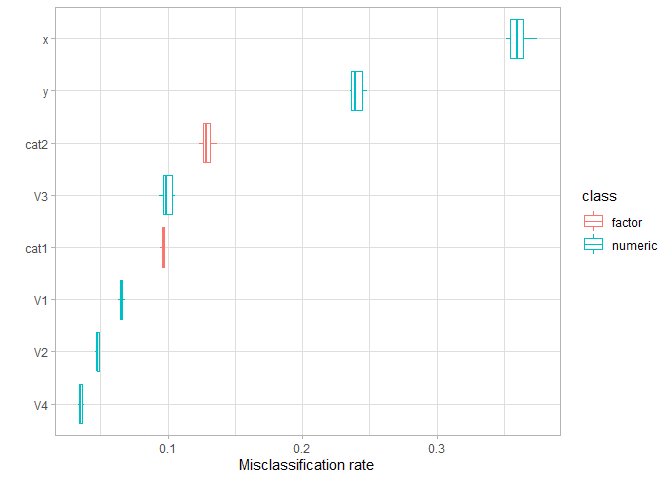 x
y
cat2
V3
cat1
V1
V2
V4
0.1 0.2 0.3
Misclassification rate
class
factor
numeric